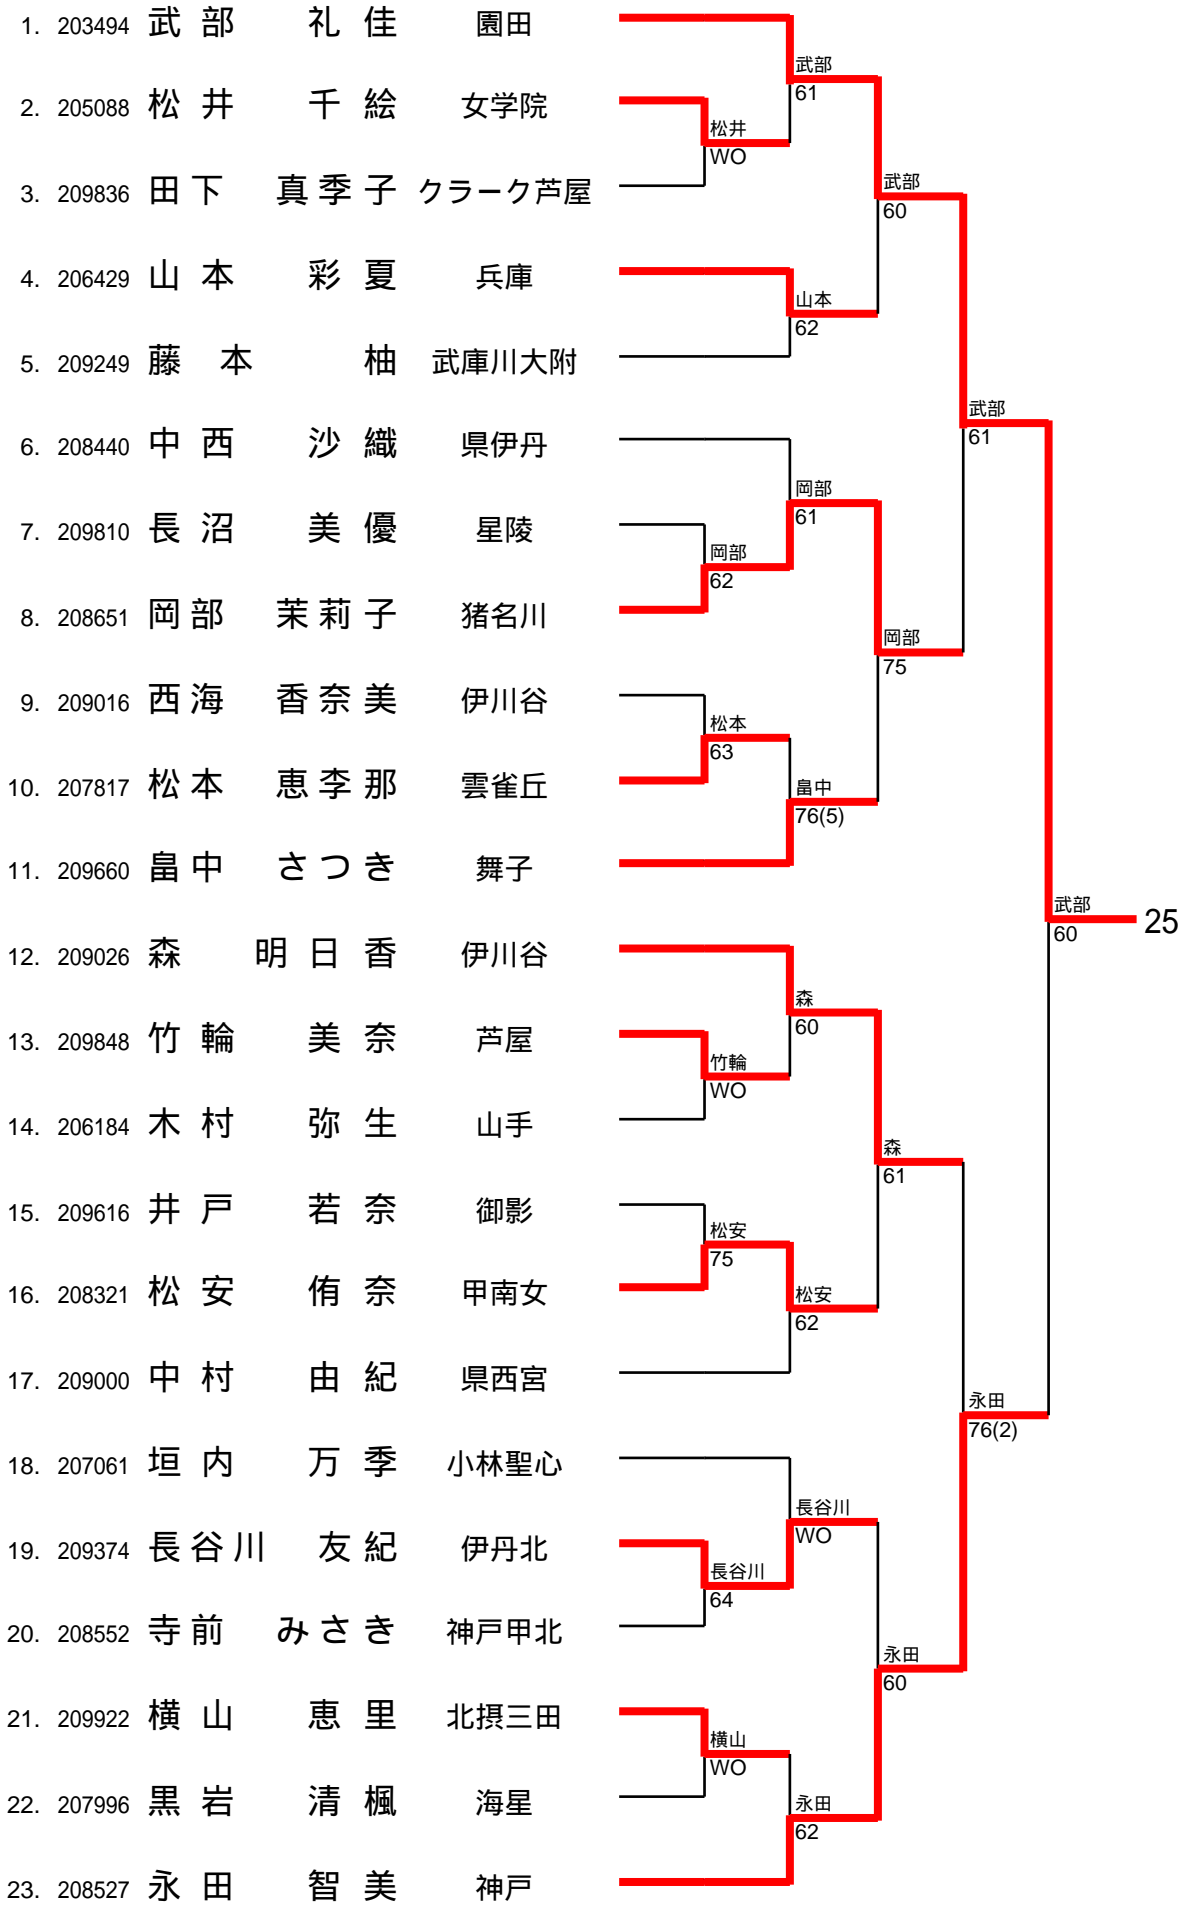 1. 203494 武部 礼佳 園田
武部
61
2. 205088 松井 千絵 女学院
松井
WO
3. 209836 田下 真季子 クラーク芦屋
武部
60
4. 206429 山本 彩夏 兵庫
山本
62
5. 209249 藤本 柚 武庫川大附
武部
61
6. 208440 中西 沙織 県伊丹
岡部
61
7. 209810 長沼 美優 星陵
岡部
62
8. 208651 岡部 茉莉子 猪名川
岡部
75
9. 209016 西海 香奈美 伊川谷
松本
63
10. 207817 松本 恵李那 雲雀丘
畠中
76(5)
11. 209660 畠中 さつき 舞子
武部
60
25
12. 209026 森 明日香 伊川谷
森
60
13. 209848 竹輪 美奈 芦屋
竹輪
WO
14. 206184 木村 弥生 山手
森
61
15. 209616 井戸 若奈 御影
松安
75
16. 208321 松安 侑奈 甲南女
松安
62
17. 209000 中村 由紀 県西宮
永田
76(2)
18. 207061 垣内 万季 小林聖心
長谷川
WO
19. 209374 長谷川 友紀 伊丹北
長谷川
64
20. 208552 寺前 みさき 神戸甲北
永田
60
21. 209922 横山 恵里 北摂三田
横山
WO
22. 207996 黒岩 清楓 海星
永田
62
23. 208527 永田 智美 神戸